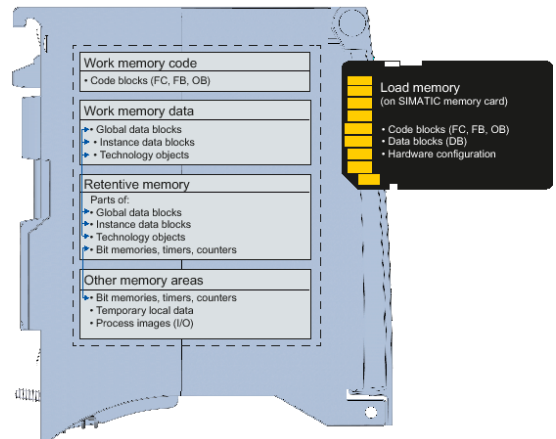 Work memory code
• Code blocks (FC, FB, OB)
Work memory data
• Global data blocks
• Instance data blocks
• Technology objects
Retentive memory
Parts of:
• Global data blocks
• Instance data blocks
• Technology objects
• Bit memories, timers, counters
Other memory areas
• Bit memories, timers, counters
• Temporary local data
• Process images (I/O)
Load memory
(on SIMATIC memory card)
• Code blocks (FC, FB, OB)
• Data blocks (DB)
• Hardware configuration